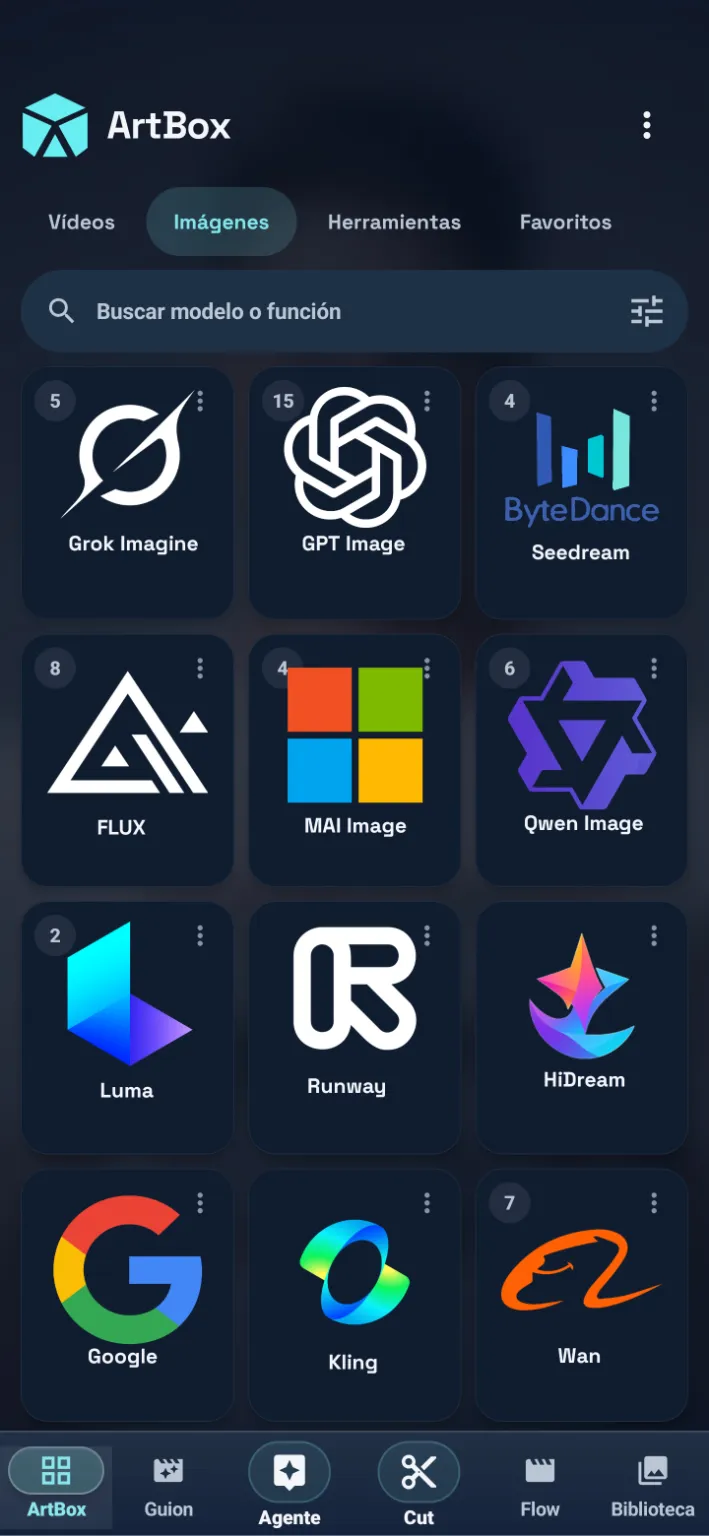 ArtBox
Vídeos
Imágenes
Herramientas
Favoritos
Buscar modelo o función
5
Grok Imagine
15
GPT Image
4
ByteDance
Seedream
8
FLUX
4
MAI Image
6
Qwen Image
2
Luma
Runway
HiDream
Google
Kling
7
Wan
ArtBox
Guion
Agente
Cut
Flow
Biblioteca